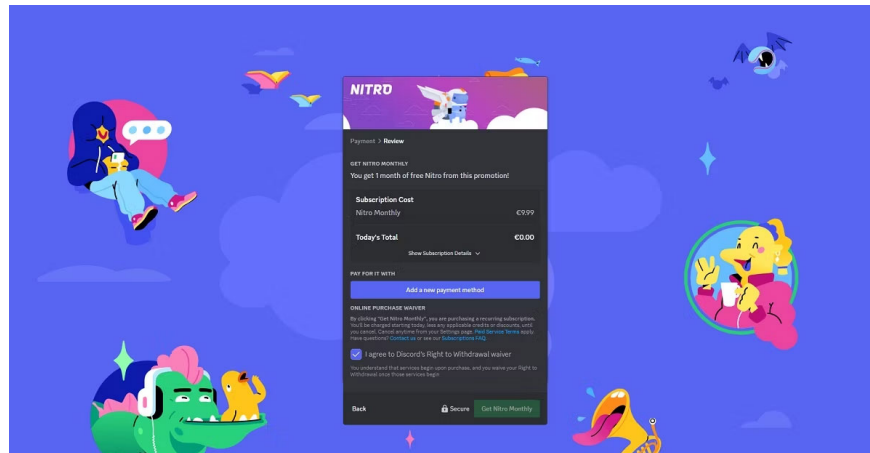 NITRO
Payment > Review
GET NITRO MONTHLY
You get 1 month of free Nitro from this promotion!
Subscription Cost
Nitro Monthly €9.99
Today's Total €0.00
Show Subscription Details
PAY FOR IT WITH
Add a new payment method
ONLINE PURCHASE WAIVER
By clicking "Get Nitro Monthly", you are purchasing a recurring subscription.
You'll be charged starting today, less any applicable credits or discounts, until
you cancel. Cancel anytime from your Settings page. Paid Service Terms apply.
Have questions? Contact us or see our Subscriptions FAQ.
I agree to Discord's Right to Withdrawal waiver
You understand that services begin upon purchase, and you waive your Right to
Withdrawal once those services begin
Back Secure Get Nitro Monthly